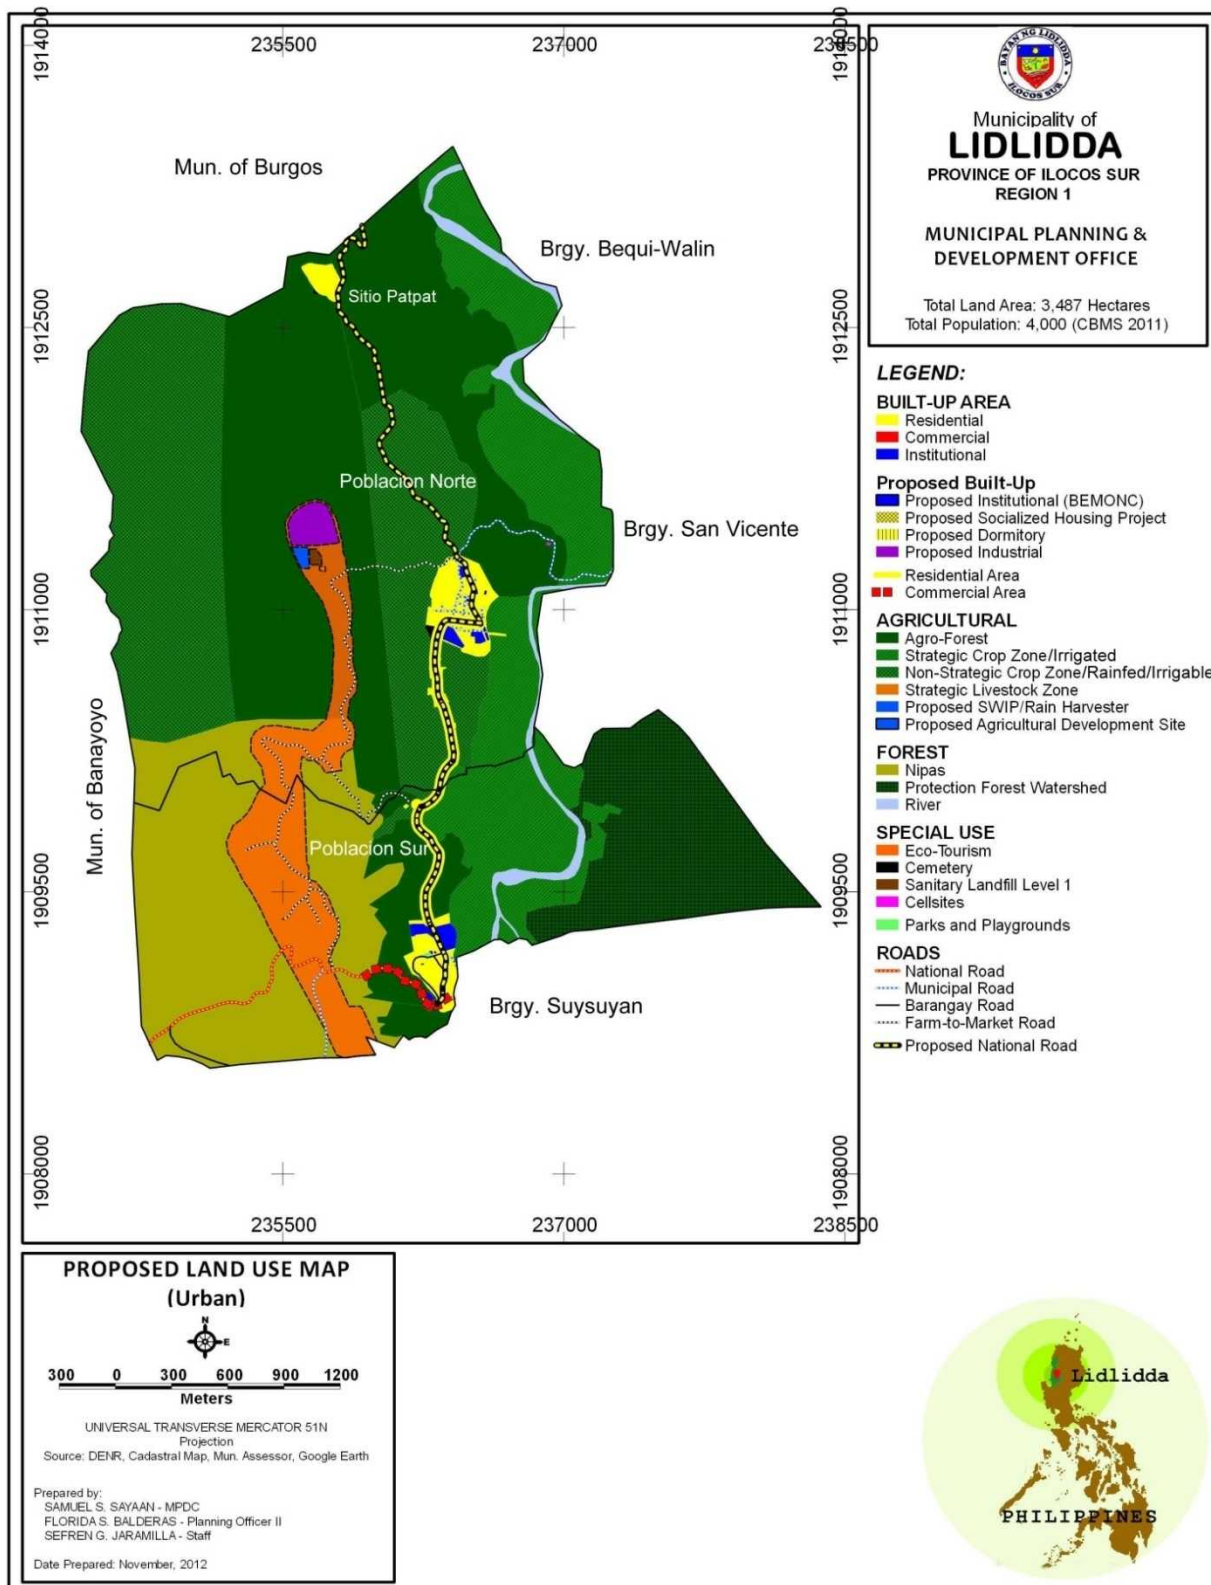 1914000
235500
237000
238500
1914000
Mun. of Burgos
Brgy. Bequi-Walin
Sitio Patpat
1912500
1912500
Poblacion Norte
Brgy. San Vicente
1911000
1911000
Mun. of Banayoyo
Poblacion Sur
1909500
1909500
Brgy. Suysuyan
1908000
1908000
235500
237000
238500
BAYAN NG LIDLIDDA
ILOCOS SUR
Municipality of
LIDLIDDA
PROVINCE OF ILOCOS SUR
REGION 1
MUNICIPAL PLANNING &
DEVELOPMENT OFFICE
Total Land Area: 3,487 Hectares
Total Population: 4,000 (CBMS 2011)
LEGEND:
BUILT-UP AREA
Residential
Commercial
Institutional
Proposed Built-Up
Proposed Institutional (BEMONC)
Proposed Socialized Housing Project
Proposed Dormitory
Proposed Industrial
Residential Area
Commercial Area
AGRICULTURAL
Agro-Forest
Strategic Crop Zone/Irrigated
Non-Strategic Crop Zone/Rainfed/Irrigable
Strategic Livestock Zone
Proposed SWIP/Rain Harvester
Proposed Agricultural Development Site
FOREST
Nipas
Protection Forest Watershed
River
SPECIAL USE
Eco-Tourism
Cemetery
Sanitary Landfill Level 1
Cellsites
Parks and Playgrounds
ROADS
National Road
Municipal Road
Barangay Road
Farm-to-Market Road
Proposed National Road
PROPOSED LAND USE MAP
(Urban)
N
E
300 0 300 600 900 1200
Meters
UNIVERSAL TRANSVERSE MERCATOR 51N
Projection
Source: DENR, Cadastral Map, Mun. Assessor, Google Earth
Prepared by:
SAMUEL S. SAYAAN - MPDC
FLORIDA S. BALDERAS - Planning Officer II
SEFREN G. JARAMILLA - Staff
Date Prepared: November, 2012
Lidlidda
PHILIPPINES